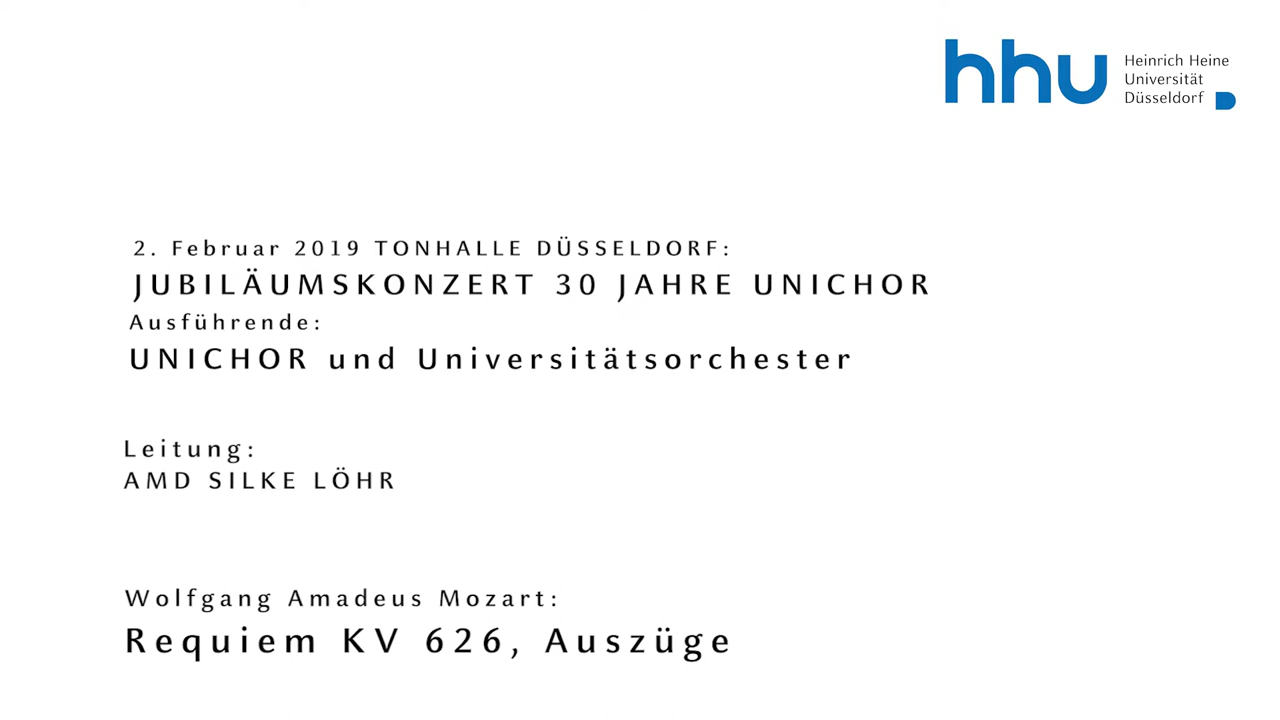 hhu
Heinrich Heine
Universität
Düsseldorf
2. Februar 2019 TONHALLE DÜSSELDORF:
JUBILÄUMSKONZERT 30 JAHRE UNICHOR
Ausführende:
UNICHOR und Universitätsorchester
Leitung:
AMD SILKE LÖHR
Wolfgang Amadeus Mozart:
Requiem KV 626, Auszüge